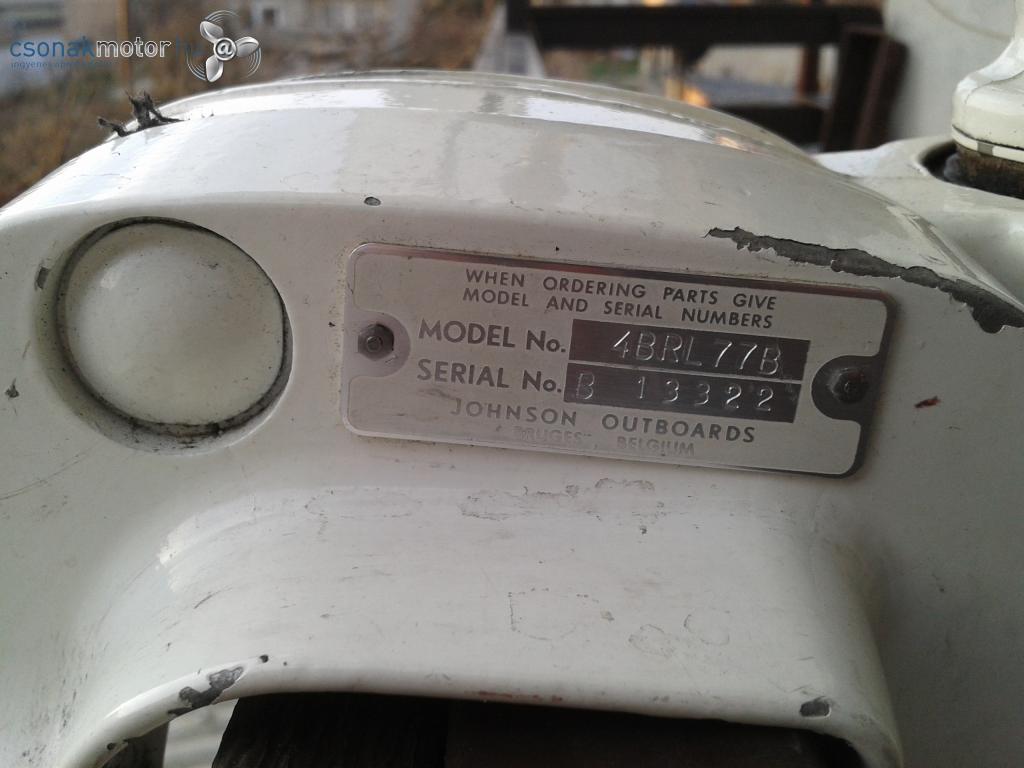 csonakmotor.hu
WHEN ORDERING PARTS GIVE
MODEL AND SERIAL NUMBERS
MODEL No. 4BRL77B
SERIAL No. B 13322
JOHNSON OUTBOARDS
BRUGES, BELGIUM